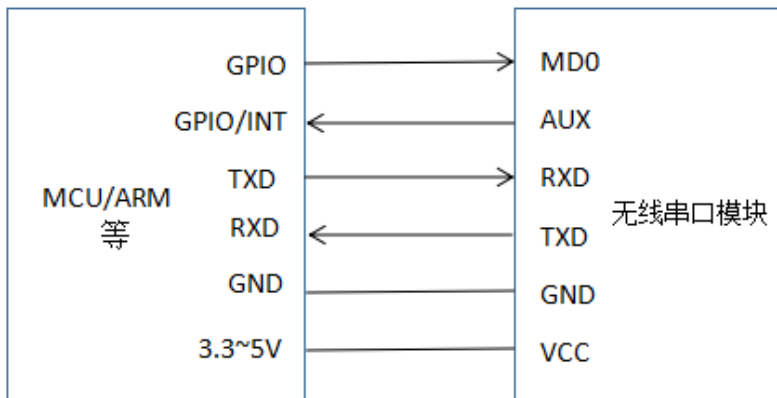 GPIO
GPIO/INT
TXD
MCU/ARM
等
RXD
GND
3.3~5V
MD0
AUX
RXD
无线串口模块
TXD
GND
VCC